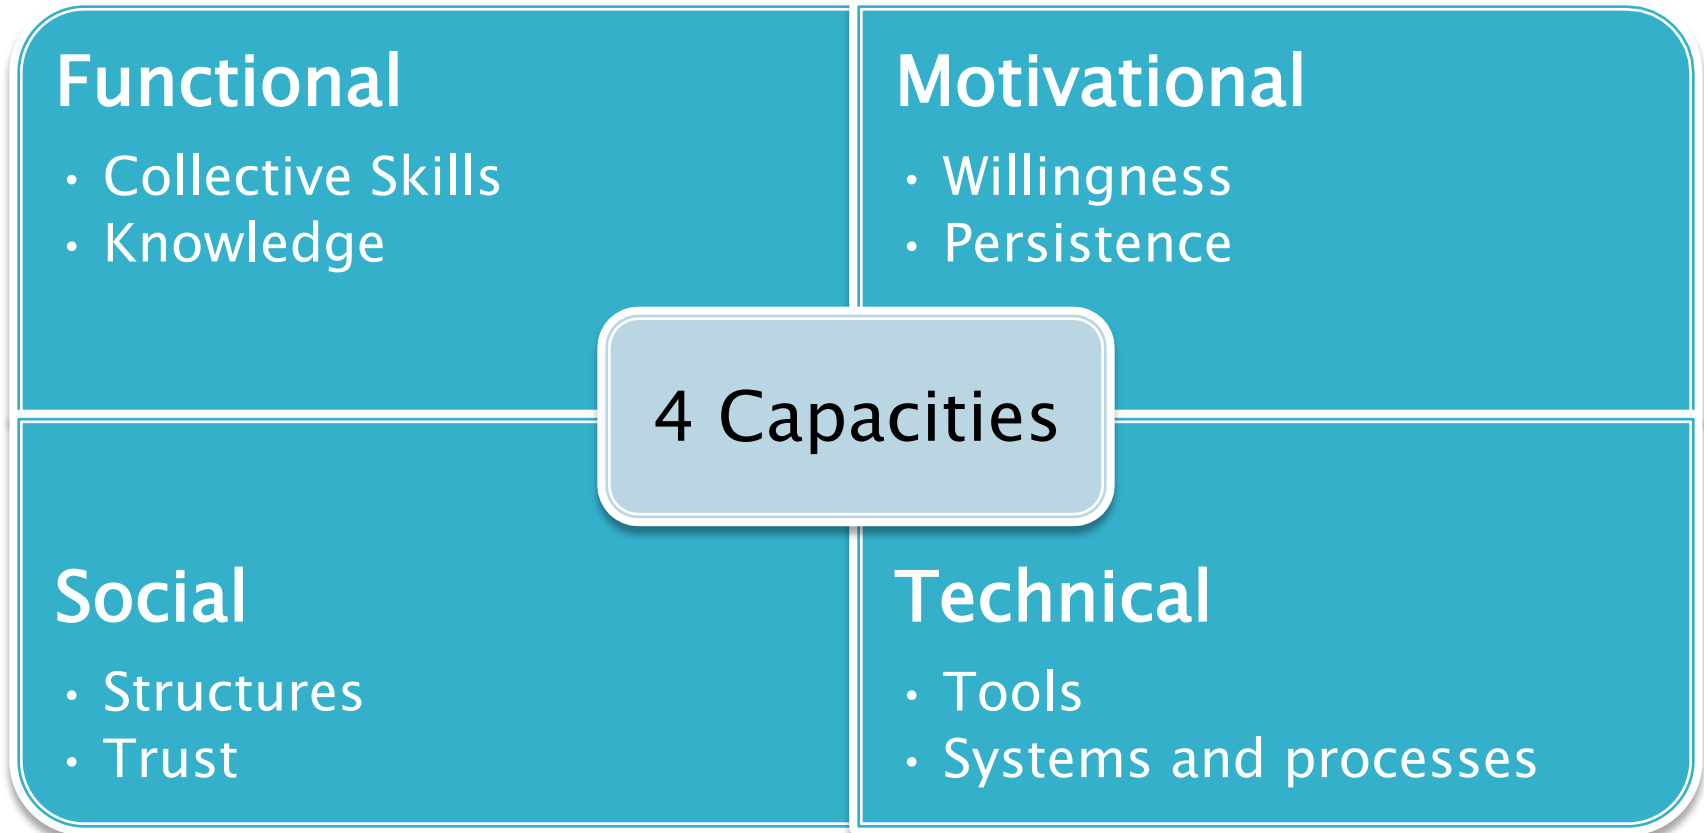 Functional
• Collective Skills
• Knowledge
Motivational
• Willingness
• Persistence
4 Capacities
Social
• Structures
• Trust
Technical
• Tools
• Systems and processes